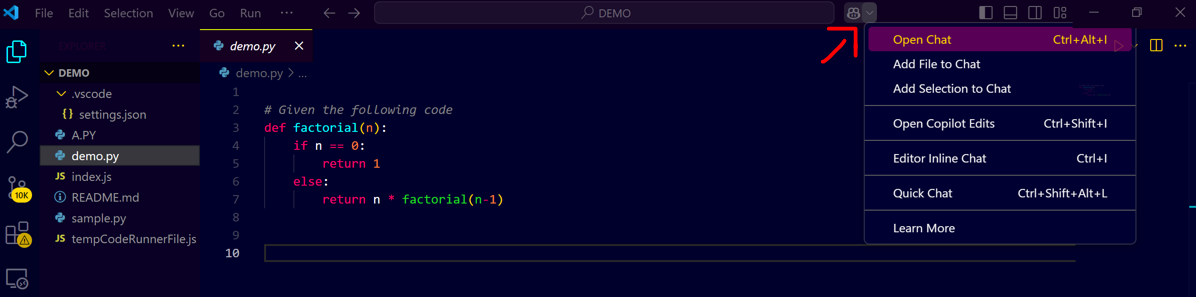 File Edit Selection View Go Run ··· DEMO
EXPLORER ···
DEMO
.vscode
{} settings.json
A.PY
demo.py
JS index.js
README.md
sample.py
JS tempCodeRunnerFile.js
10K
demo.py
demo.py > ...
1
2 # Given the following code
3 def factorial(n):
4 if n == 0:
5 return 1
6 else:
7 return n * factorial(n-1)
8
9
10
Open Chat Ctrl+Alt+I
Add File to Chat
Add Selection to Chat
Open Copilot Edits Ctrl+Shift+I
Editor Inline Chat Ctrl+I
Quick Chat Ctrl+Shift+Alt+L
Learn More